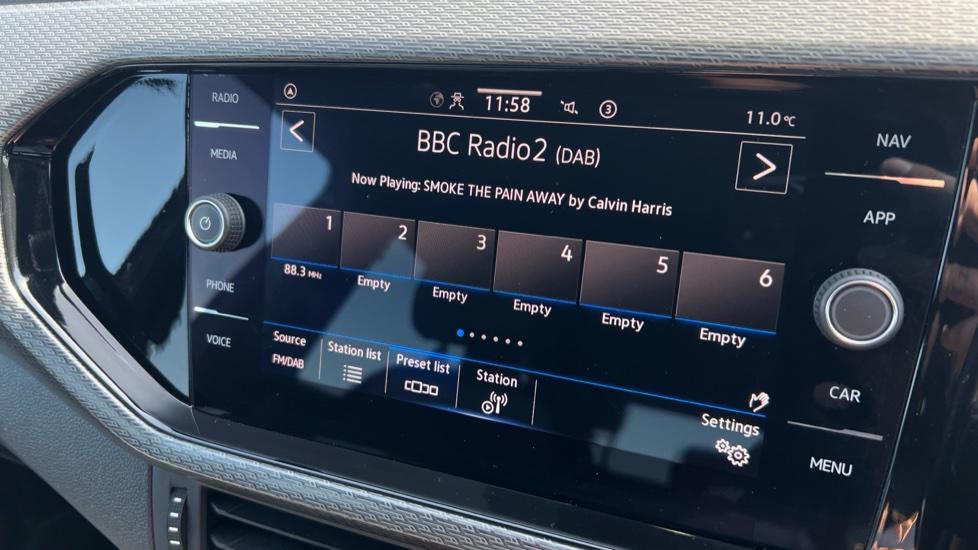 RADIO
MEDIA
PHONE
VOICE
11:58
3
11.0 °C
<
BBC Radio2 (DAB)
>
Now Playing: SMOKE THE PAIN AWAY by Calvin Harris
1
88.3 MHz
2
Empty
3
Empty
4
Empty
5
Empty
6
Empty
Source
FM/DAB
Station list
Preset list
Station
Settings
NAV
APP
CAR
MENU